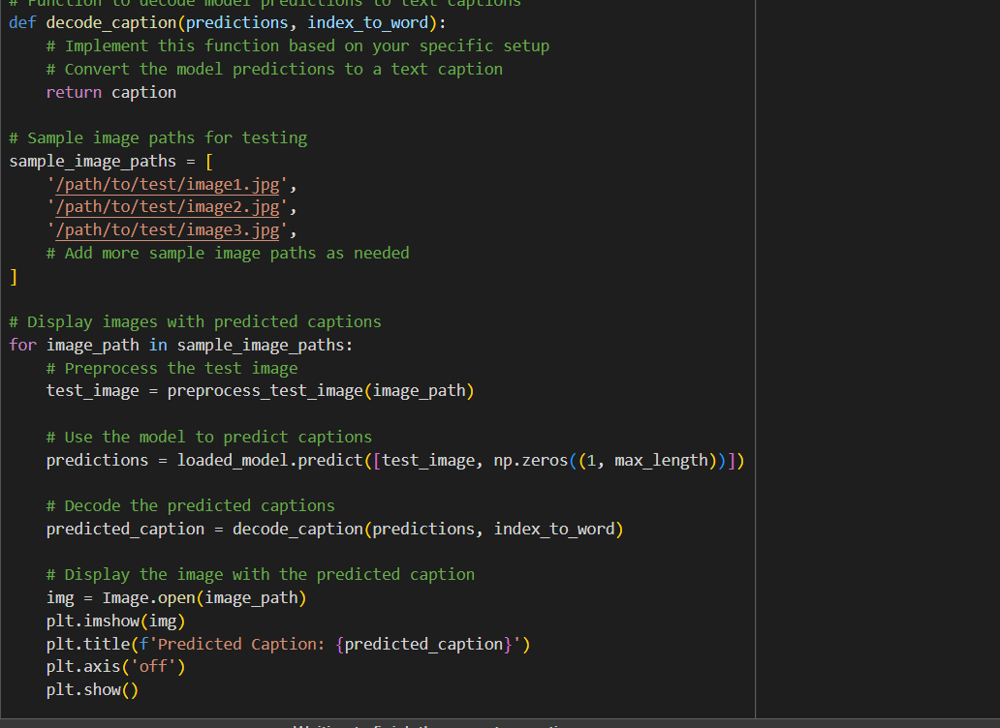 # Function to decode model predictions to text captions
def decode_caption(predictions, index_to_word):
    # Implement this function based on your specific setup
    # Convert the model predictions to a text caption
    return caption

# Sample image paths for testing
sample_image_paths = [
    '/path/to/test/image1.jpg',
    '/path/to/test/image2.jpg',
    '/path/to/test/image3.jpg',
    # Add more sample image paths as needed
]

# Display images with predicted captions
for image_path in sample_image_paths:
    # Preprocess the test image
    test_image = preprocess_test_image(image_path)

    # Use the model to predict captions
    predictions = loaded_model.predict([test_image, np.zeros((1, max_length))])

    # Decode the predicted captions
    predicted_caption = decode_caption(predictions, index_to_word)

    # Display the image with the predicted caption
    img = Image.open(image_path)
    plt.imshow(img)
    plt.title(f'Predicted Caption: {predicted_caption}')
    plt.axis('off')
    plt.show()